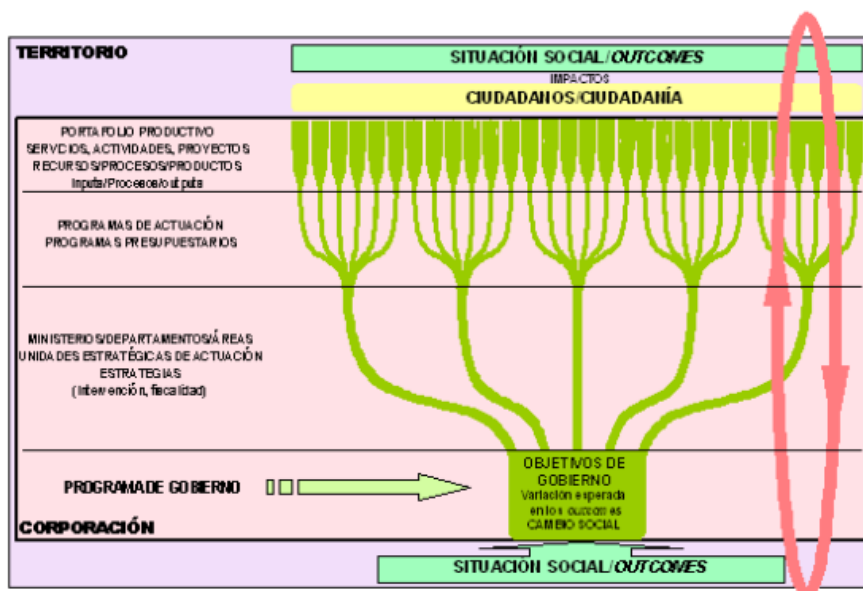 TERRITORIO
SITUACIÓN SOCIAL/OUTCOMES
IMPACTOS
CIUDADANOS/CIUDADANÍA
PORTAFOLIO PRODUCTIVO
SERVCIOS, ACTIVIDADES, PROYECTOS
RECURSOS/PROCESOS/PRODUCTOS
Inputs/Procesos/outputs
PROGRAMAS DE ACTUACIÓN
PROGRAMAS PRESUPUESTARIOS
MINISTERIOS/DEPARTAMENTOS/ÁREAS
UNIDADES ESTRATÉGICAS DE ACTUACIÓN
ESTRATEGIAS
(Intervención, fiscalidad)
PROGRAMA DE GOBIERNO
OBJETIVOS DE
GOBIERNO
Variación esperada
en los outcomes
CAMBIO SOCIAL
CORPORACIÓN
SITUACIÓN SOCIAL/OUTCOMES